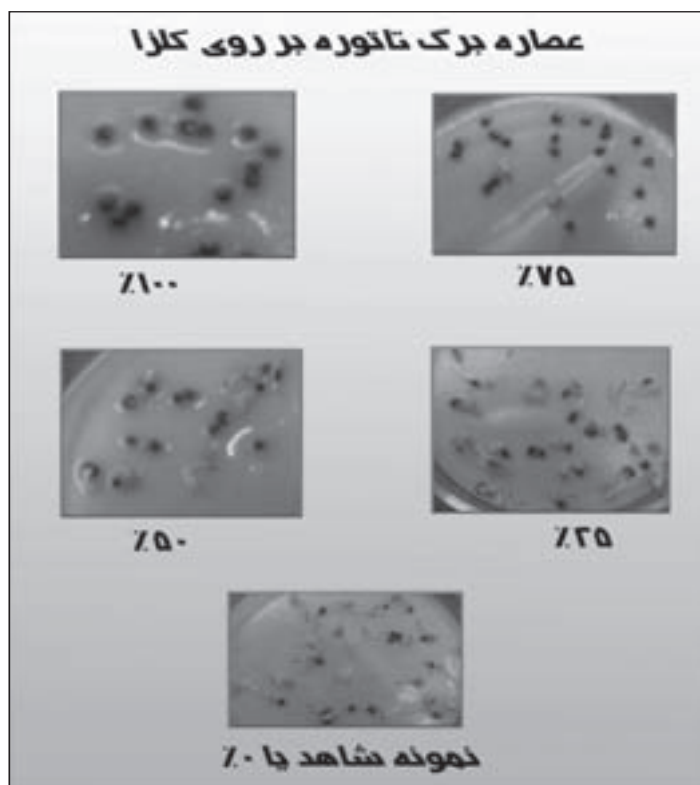 عصاره برگ تاتوره بر روی کلزا
٪۱۰۰
٪۷۵
٪۵۰
٪۲۵
نمونه شاهد یا ۰٪